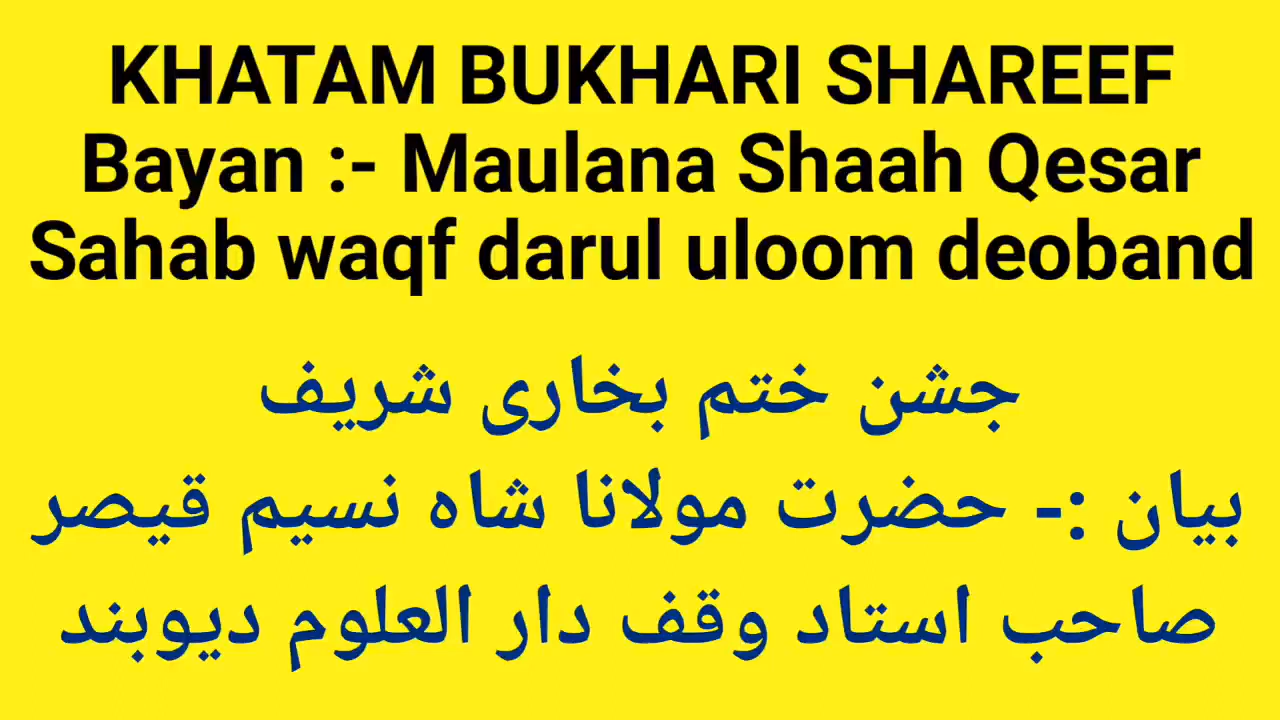 KHATAM BUKHARI SHAREEF
Bayan :- Maulana Shaah Qesar
Sahab waqf darul uloom deoband
جشن ختم بخاری شریف
بیان :- حضرت مولانا شاہ نسیم قیصر
صاحب استاد وقف دار العلوم دیوبند